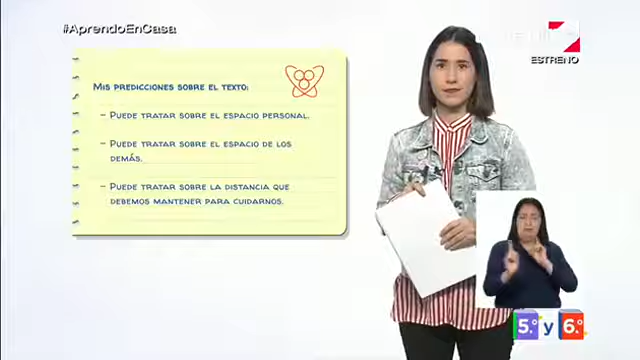 #AprendoEnCasa
ESTRENO
Mis predicciones sobre el texto:
- Puede tratar sobre el espacio personal.
- Puede tratar sobre el espacio de los
demás.
- Puede tratar sobre la distancia que
debemos mantener para cuidarnos.
5.° y 6.°